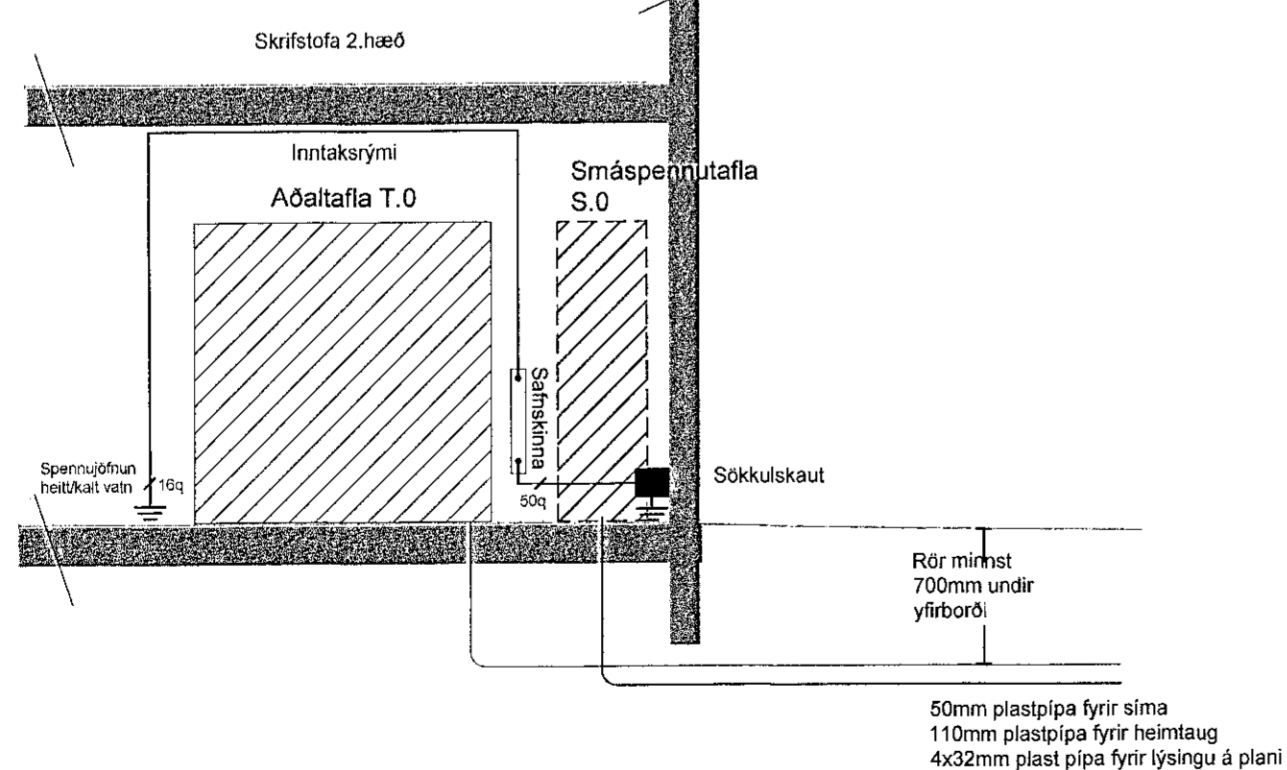 Skrifstofa 2.hæð
Inntaksrými
Aðaltafla T.0
Smáspennutafla
S.0
Safnskinna
Spennujöfnun
heitt/kalt vatn
16q
50q
Sökkulskaut
Rör minnst
700mm undir
yfirborði
50mm plastpípa fyrir síma
110mm plastpípa fyrir heimtaug
4x32mm plast pípa fyrir lýsingu á plani